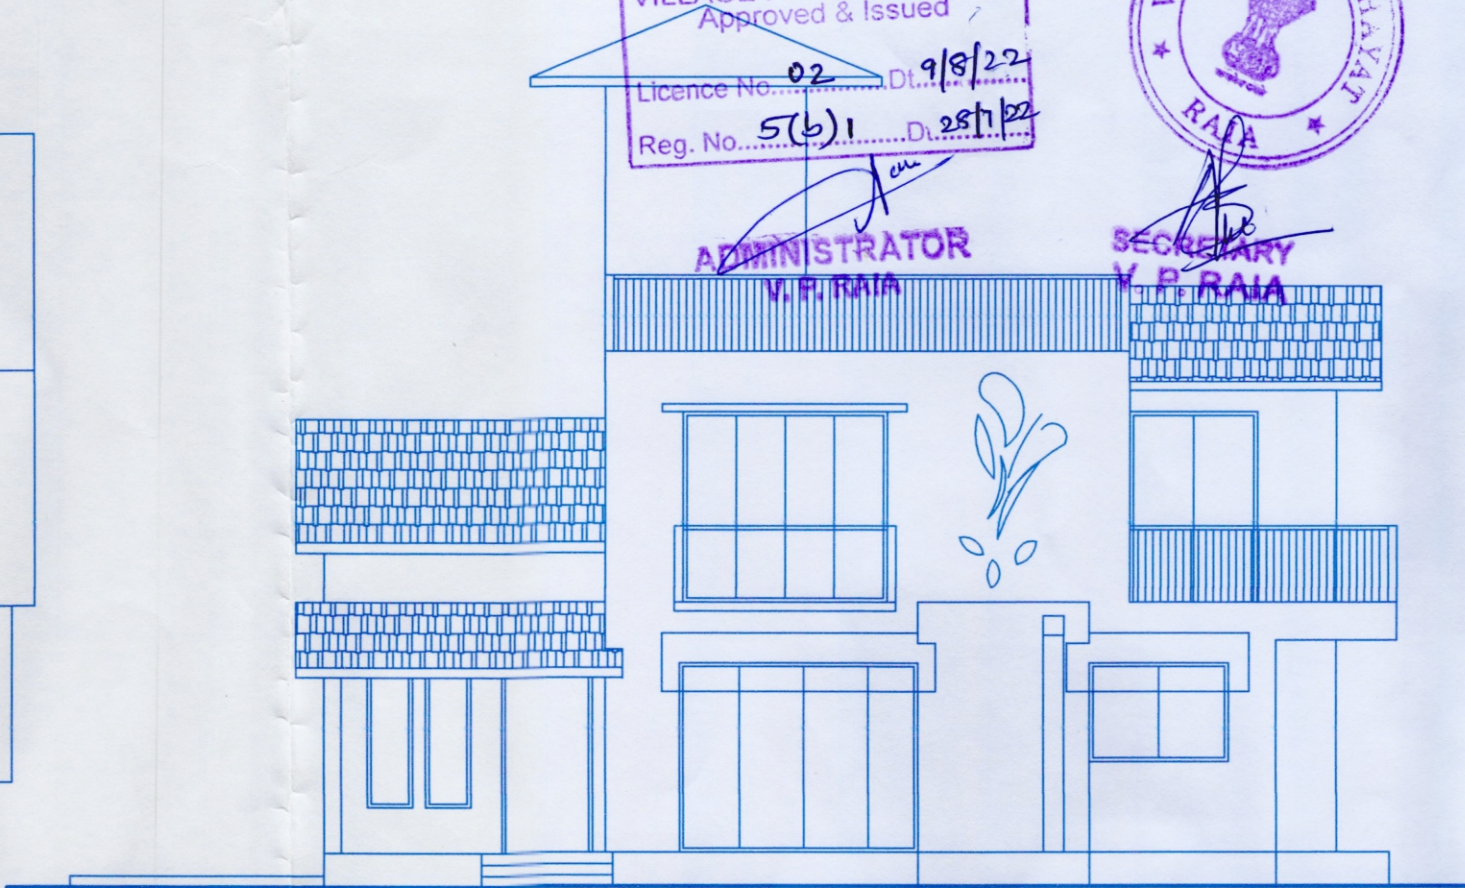 Approved & Issued
Licence No. 02 Dt. 9/8/22
Reg. No. 5(b)1 Dt. 28/7/22
ADMINISTRATOR
V. P. RAIA
RAIA
SECRETARY
V. P. RAIA